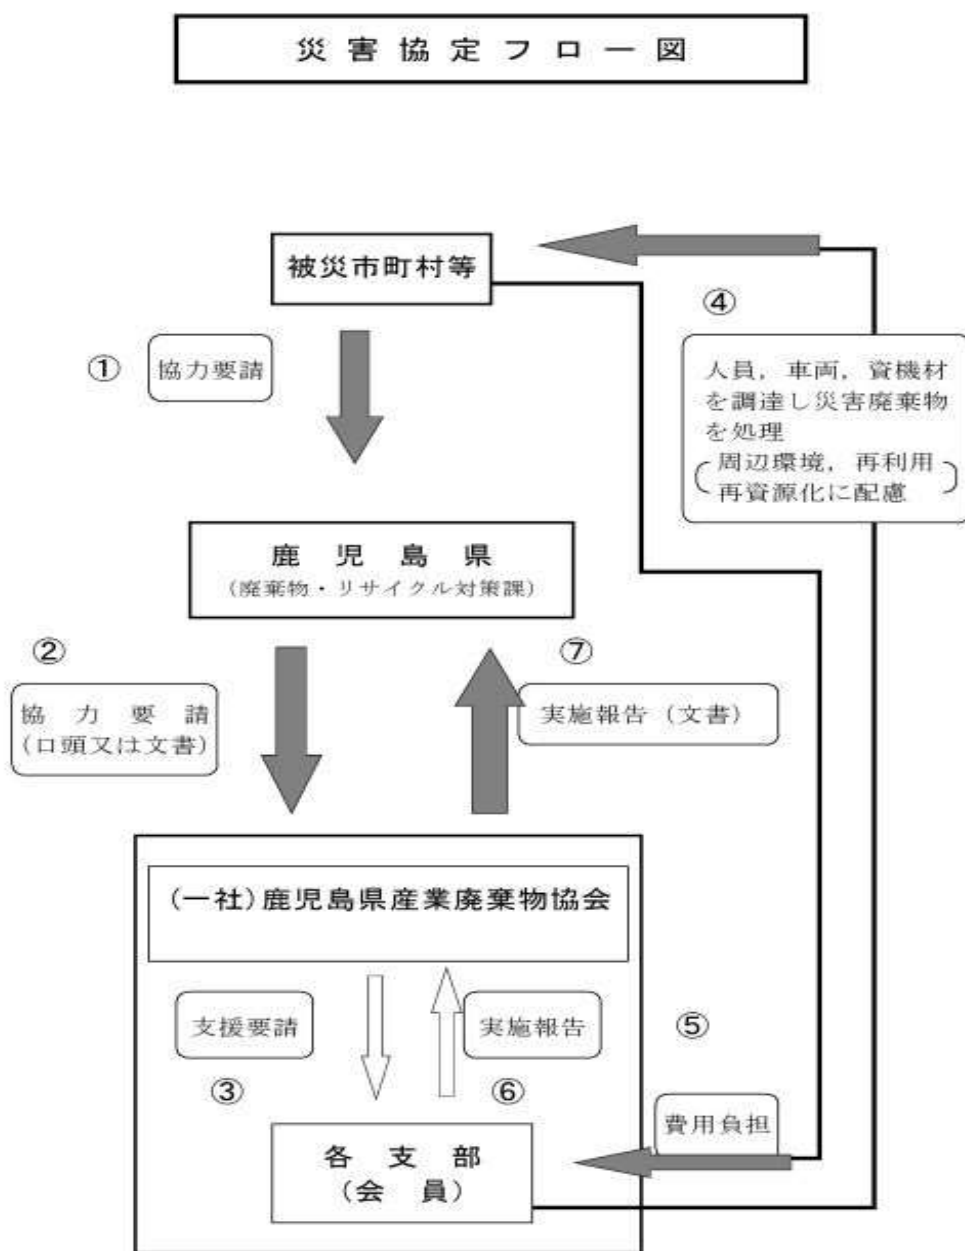 災害協定フロー図
被災市町村等
①
協力要請
④
人員，車両，資機材
を調達し災害廃棄物
を処理
（周辺環境，再利用
再資源化に配慮）
鹿児島県
（廃棄物・リサイクル対策課）
②
協力要請
（口頭又は文書）
⑦
実施報告（文書）
（一社）鹿児島県産業廃棄物協会
支援要請
③
実施報告
⑥
⑤
費用負担
各支部
（会員）